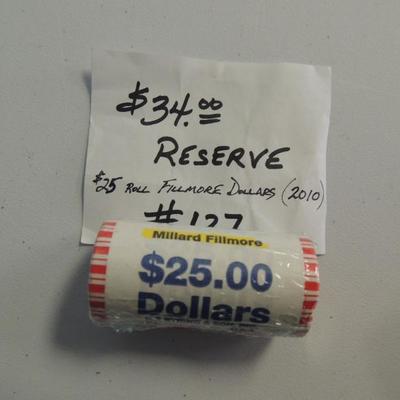 $34.00
RESERVE
$25 ROLL FILLMORE DOLLARS (2010)
#127
Millard Fillmore
$25.00
Dollars